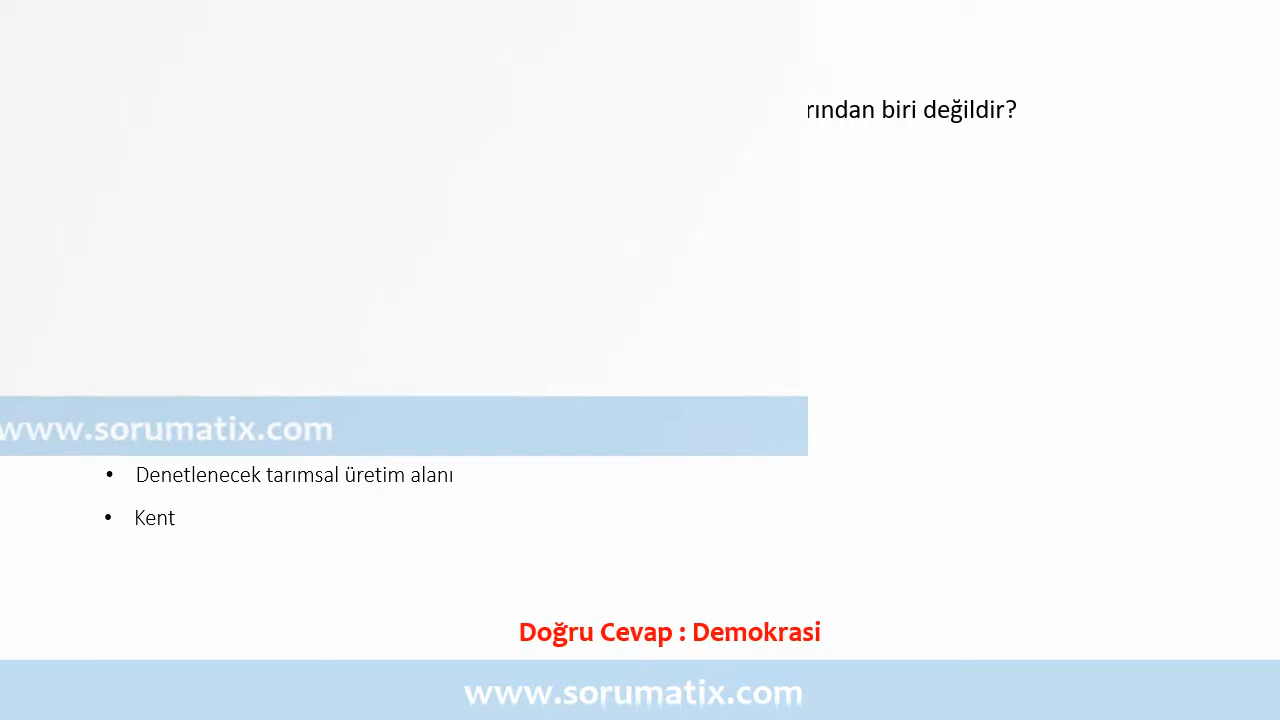 rından biri değildir?
www.sorumatix.com
• Denetlenecek tarımsal üretim alanı
• Kent
Doğru Cevap : Demokrasi
www.sorumatix.com